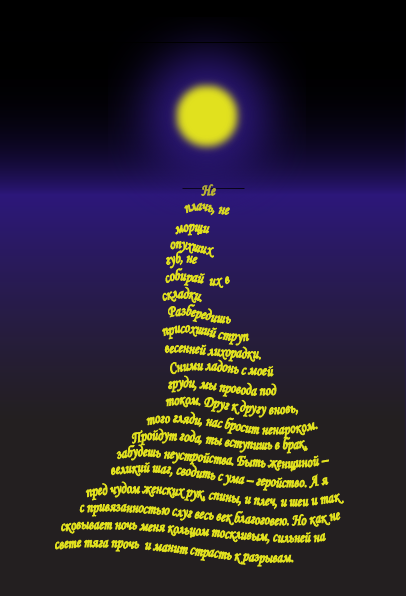 Не
плачь, не
морщи
опухших
губ, не
собирай их в
складки.
Разбередишь
присохший струп
весенней лихорадки.
Сними ладонь с моей
груди, мы провода под
током. Друг к другу вновь,
того гляди, нас бросит ненароком.
Пройдут года, ты вступишь в брак,
забудешь неустройства. Быть женщиной –
великий шаг, сводить с ума – геройство. А я
пред чудом женских рук, спины, и плеч, и шеи и так
с привязанностью слуг весь век благоговею. Но как не
сковывает ночь меня кольцом тоскливым, сильней на
свете тяга прочь и манит страсть к разрывам.